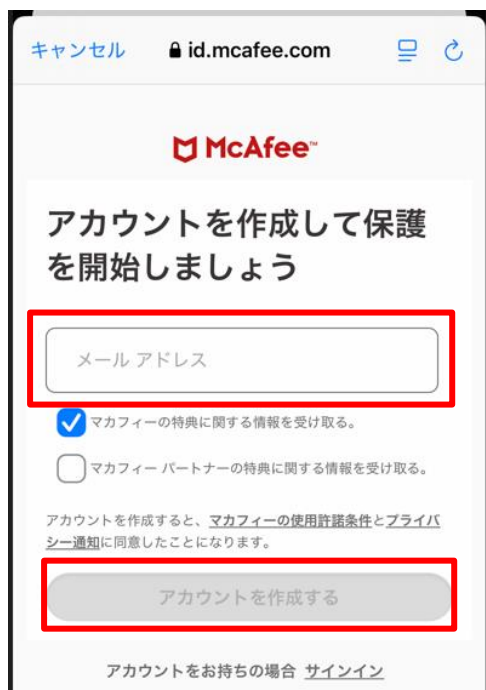 キャンセル id.mcafee.com
McAfee™
アカウントを作成して保護
を開始しましょう
メール アドレス
マカフィーの特典に関する情報を受け取る。
マカフィー パートナーの特典に関する情報を受け取る。
アカウントを作成すると、マカフィーの使用許諾条件とプライバ
シー通知に同意したことになります。
アカウントを作成する
アカウントをお持ちの場合 サインイン